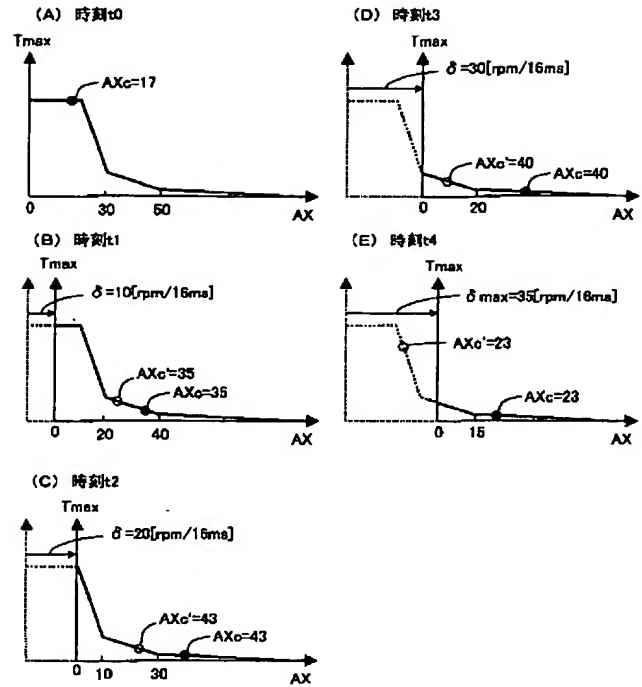 (A) 時刻t0
Tmax
AXc=17
0 30 50
AX
(B) 時刻t1
Tmax
δ=10[rpm/16ms]
AXc'=35
AXc=35
0 20 40
AX
(C) 時刻t2
Tmax
δ=20[rpm/16ms]
AXc'=43
AXc=43
0 10 30
AX
(D) 時刻t3
Tmax
δ=30[rpm/16ms]
AXc'=40
AXc=40
0 20
AX
(E) 時刻t4
Tmax
δmax=35[rpm/16ms]
AXc'=23
AXc=23
0 15
AX